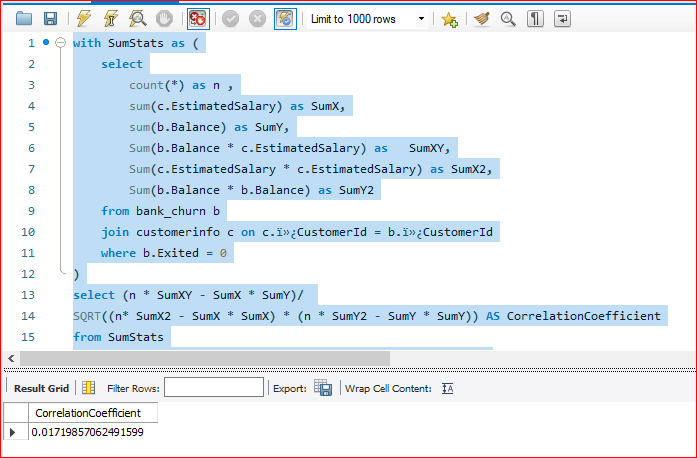 Limit to 1000 rows
1 with SumStats as (
2 select
3 count(*) as n ,
4 sum(c.EstimatedSalary) as SumX,
5 sum(b.Balance) as SumY,
6 Sum(b.Balance * c.EstimatedSalary) as   SumXY,
7 Sum(c.EstimatedSalary * c.EstimatedSalary) as SumX2,
8 Sum(b.Balance * b.Balance) as SumY2
9 from bank_churn b
10 join customerinfo c on c.ï»¿CustomerId = b.ï»¿CustomerId
11 where b.Exited = 0
12 )
13 select (n * SumXY - SumX * SumY)/
14 SQRT((n* SumX2 - SumX * SumX) * (n * SumY2 - SumY * SumY)) AS CorrelationCoefficient
15 from SumStats
Result Grid Filter Rows: Export: Wrap Cell Content: IA
CorrelationCoefficient
0.01719857062491599